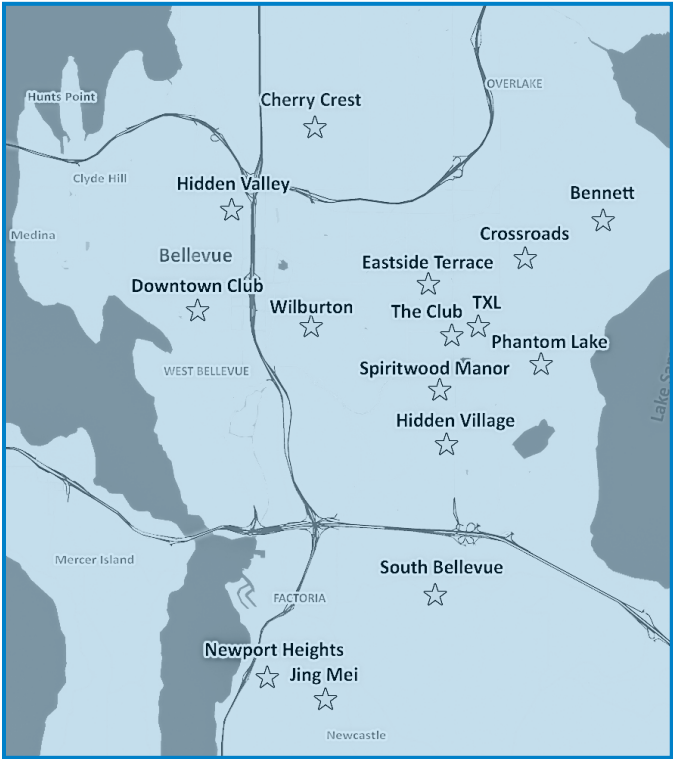 OVERLAKE
Hunts Point
Cherry Crest
Clyde Hill
Hidden Valley
Bennett
Medina
Crossroads
Bellevue
Eastside Terrace
Downtown Club
Wilburton
The Club
TXL
Phantom Lake
WEST BELLEVUE
Spiritwood Manor
Lake Sam
Hidden Village
Mercer Island
South Bellevue
FACTORIA
Newport Heights
Jing Mei
Newcastle